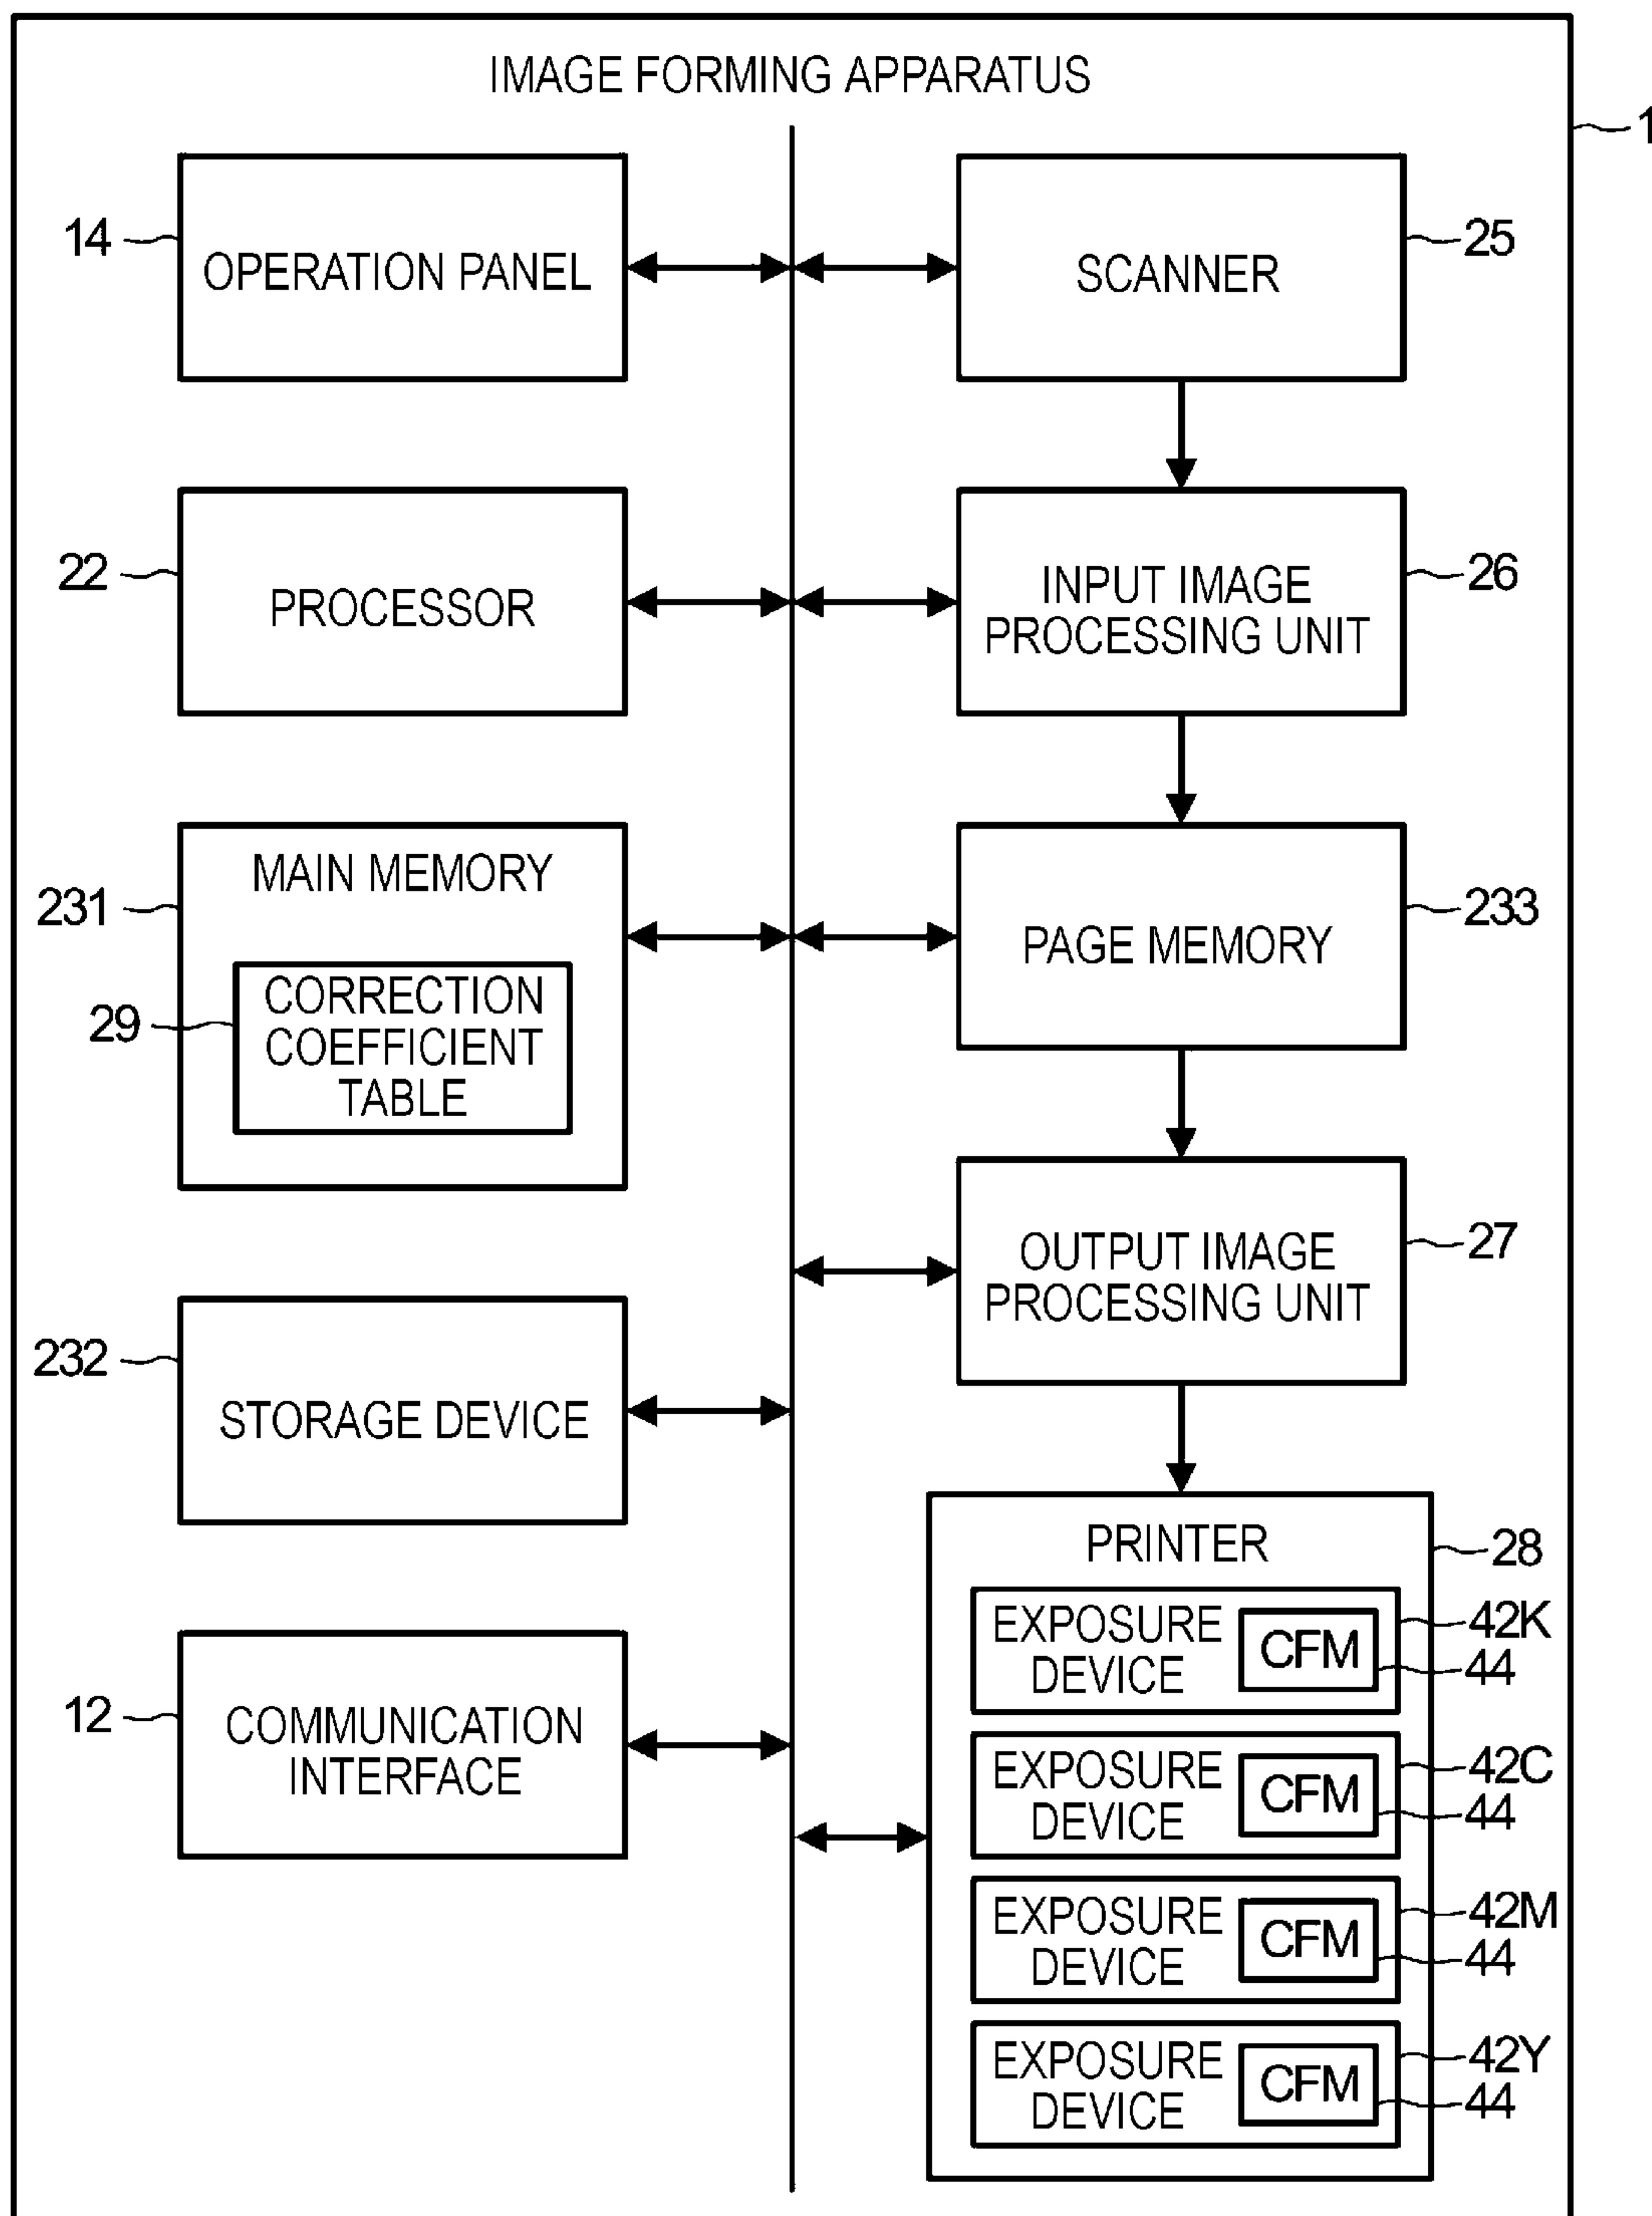 IMAGE FORMING APPARATUS
1
14
OPERATION PANEL
SCANNER
25
22
PROCESSOR
INPUT IMAGE
PROCESSING UNIT
26
231
MAIN MEMORY
29
CORRECTION
COEFFICIENT
TABLE
PAGE MEMORY
233
OUTPUT IMAGE
PROCESSING UNIT
27
232
STORAGE DEVICE
12
COMMUNICATION
INTERFACE
PRINTER
28
EXPOSURE
DEVICE
CFM
42K
44
EXPOSURE
DEVICE
CFM
42C
44
EXPOSURE
DEVICE
CFM
42M
44
EXPOSURE
DEVICE
CFM
42Y
44